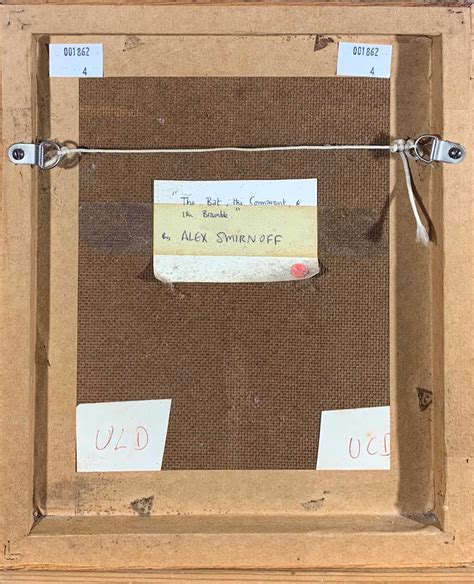 001862
4
001862
4
"The Bat, the Cormorant &
the Bramble"
by ALEX SMIRNOFF
ULD
UCD